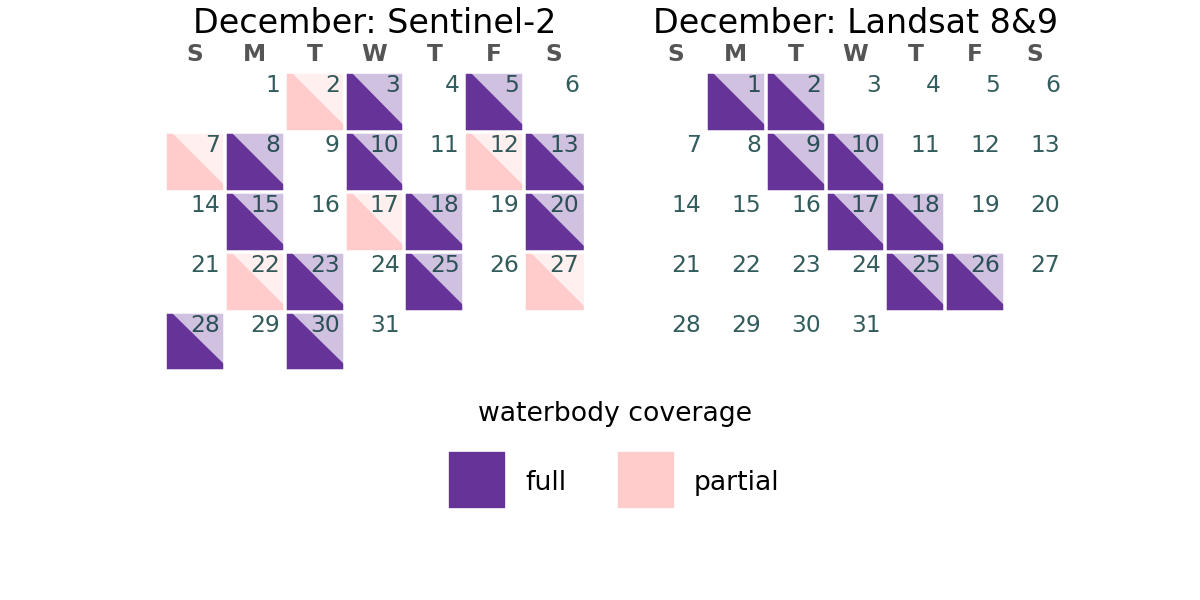 December: Sentinel-2
S M T W T F S
1 2 3 4 5 6
7 8 9 10 11 12 13
14 15 16 17 18 19 20
21 22 23 24 25 26 27
28 29 30 31
December: Landsat 8&9
S M T W T F S
1 2 3 4 5 6
7 8 9 10 11 12 13
14 15 16 17 18 19 20
21 22 23 24 25 26 27
28 29 30 31
waterbody coverage
full partial